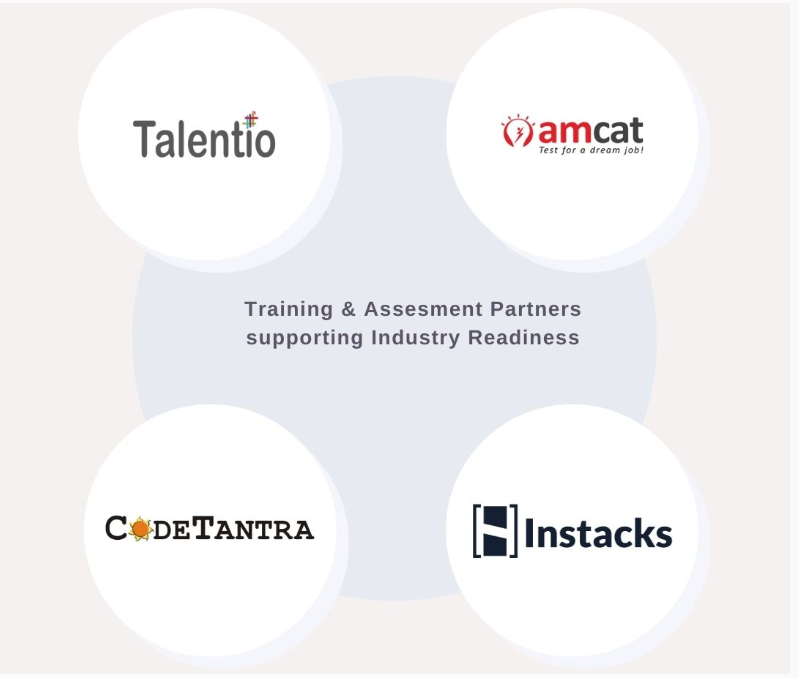 Talentio
amcat
Test for a dream job!
Training & Assesment Partners
supporting Industry Readiness
CODETANTRA
Instacks